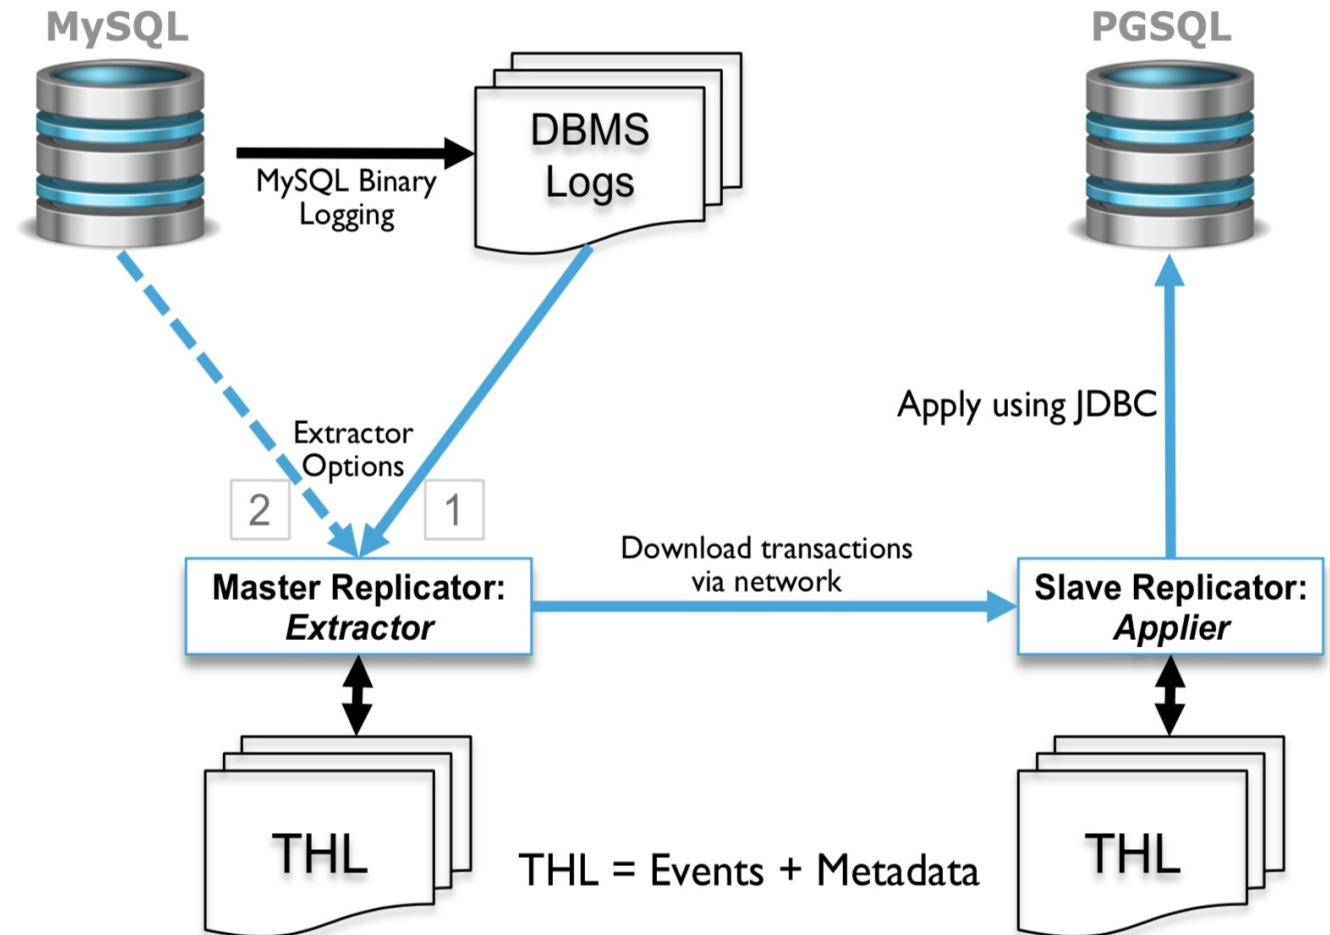 MySQL
PGSQL
DBMS
Logs
MySQL Binary
Logging
Extractor
Options
2
1
Apply using JDBC
Download transactions
via network
Master Replicator:
Extractor
Slave Replicator:
Applier
THL
THL = Events + Metadata
THL